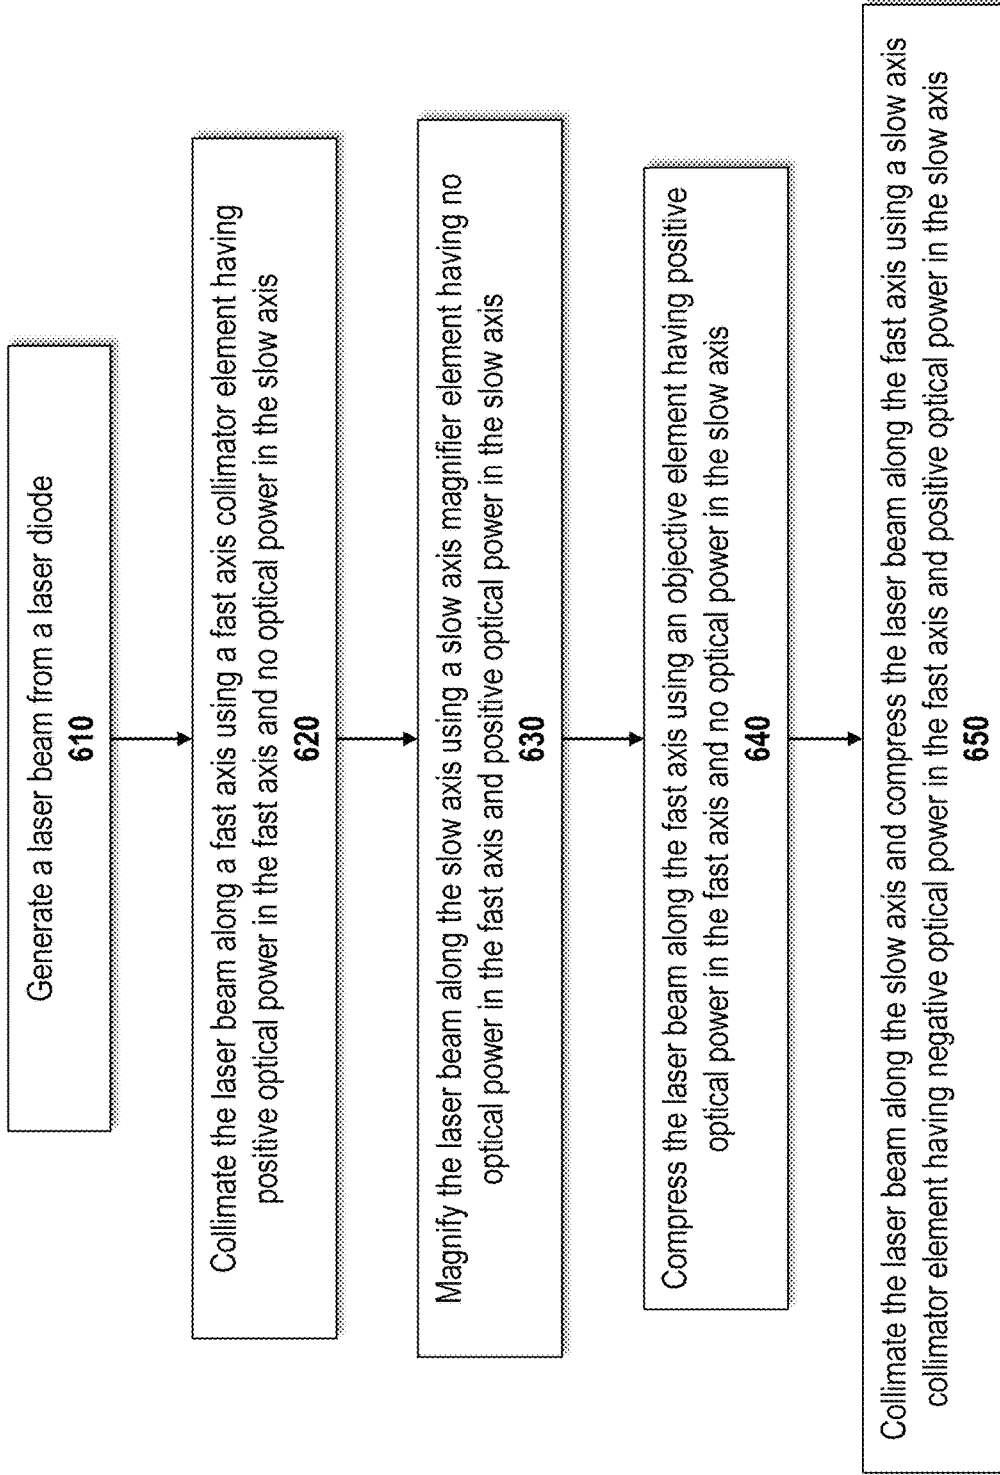 Generate a laser beam from a laser diode
610
Collimate the laser beam along a fast axis using a fast axis collimator element having
positive optical power in the fast axis and no optical power in the slow axis
620
Magnify the laser beam along the slow axis using a slow axis magnifier element having no
optical power in the fast axis and positive optical power in the slow axis
630
Compress the laser beam along the fast axis using an objective element having positive
optical power in the fast axis and no optical power in the slow axis
640
Collimate the laser beam along the slow axis and compress the laser beam along the fast axis using a slow axis
collimator element having negative optical power in the fast axis and positive optical power in the slow axis
650